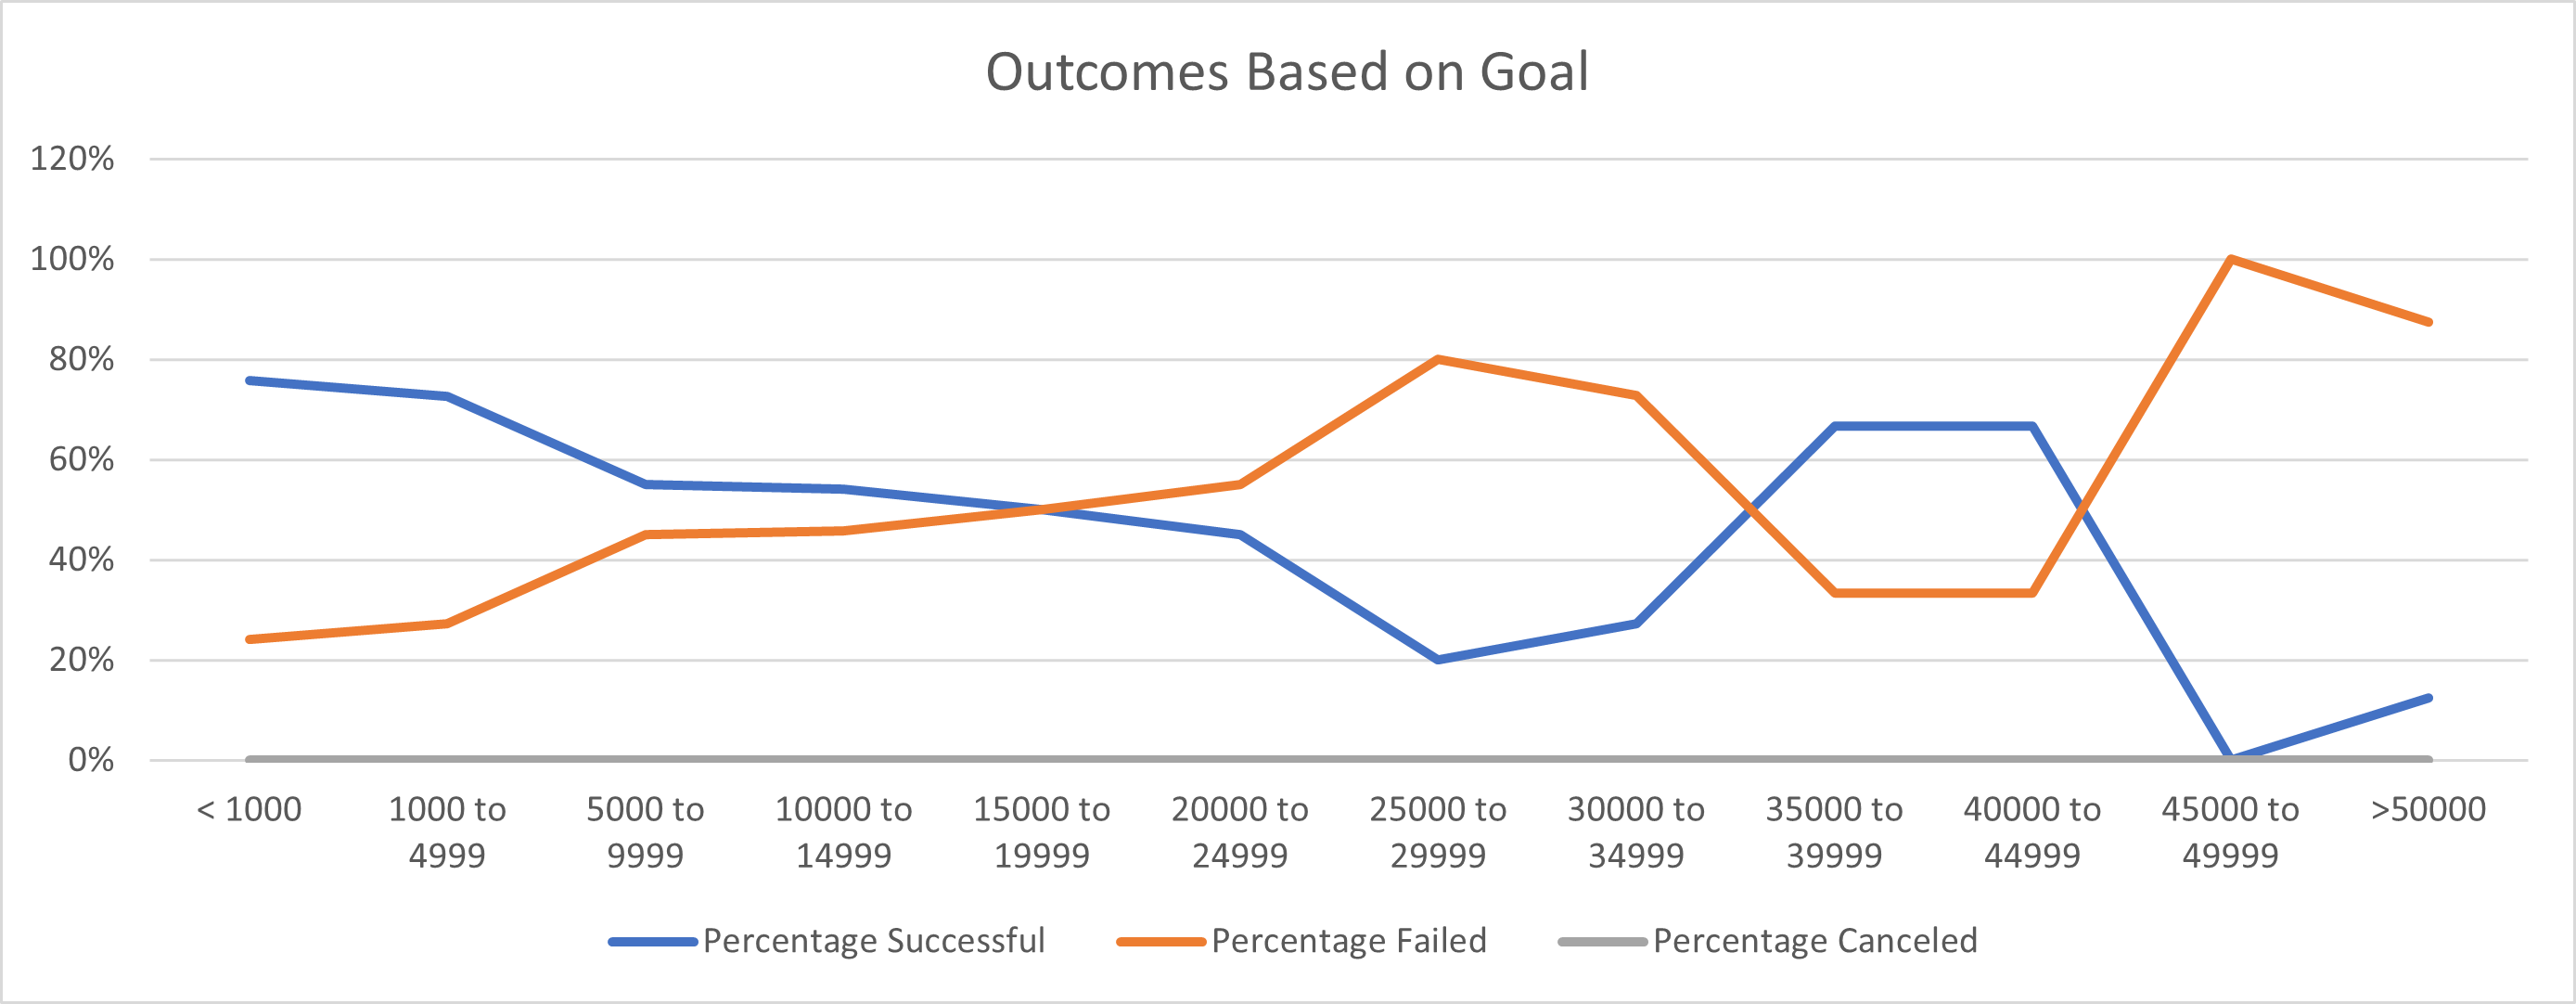 Outcomes Based on Goal
120%
100%
80%
60%
40%
20%
0%
< 1000
1000 to
4999
5000 to
9999
10000 to
14999
15000 to
19999
20000 to
24999
25000 to
29999
30000 to
34999
35000 to
39999
40000 to
44999
45000 to
49999
>50000
Percentage Successful
Percentage Failed
Percentage Canceled